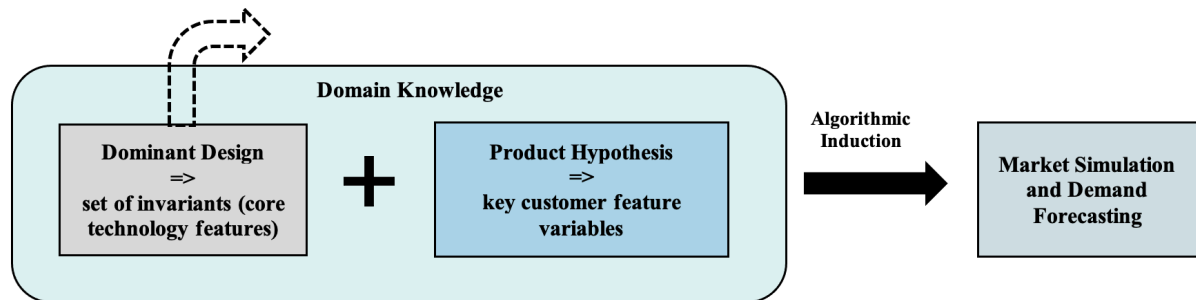 Domain Knowledge
Dominant Design
=>
set of invariants (core
technology features)
+
Product Hypothesis
=>
key customer feature
variables
Algorithmic
Induction
Market Simulation
and Demand
Forecasting